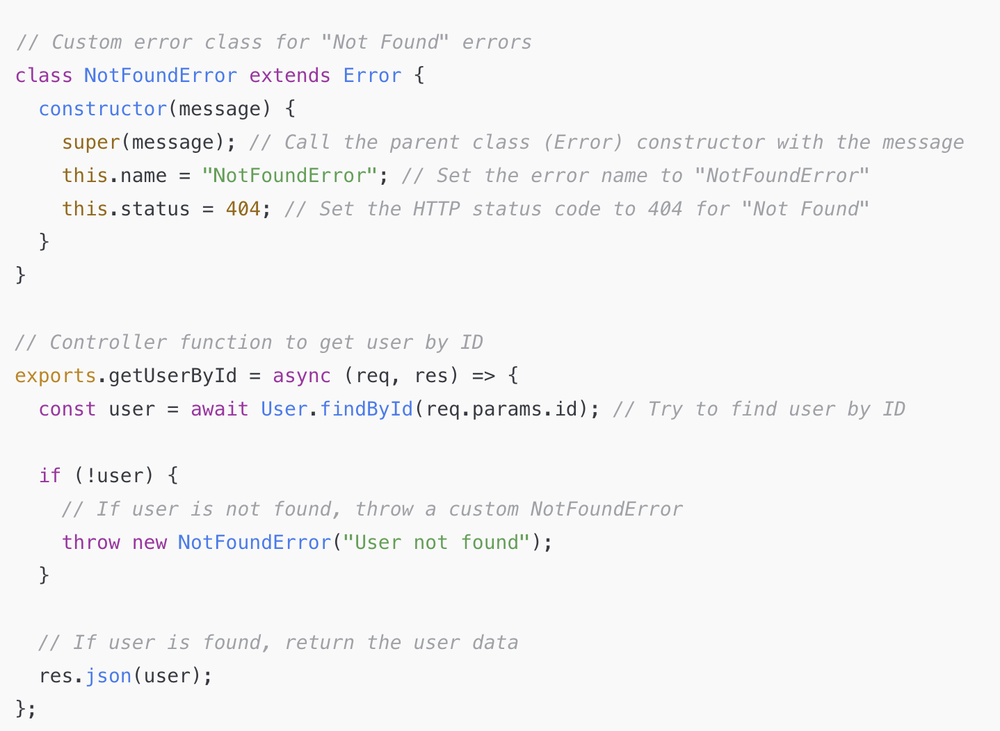 // Custom error class for "Not Found" errors
class NotFoundError extends Error {
  constructor(message) {
    super(message); // Call the parent class (Error) constructor with the message
    this.name = "NotFoundError"; // Set the error name to "NotFoundError"
    this.status = 404; // Set the HTTP status code to 404 for "Not Found"
  }
}

// Controller function to get user by ID
exports.getUserById = async (req, res) => {
  const user = await User.findById(req.params.id); // Try to find user by ID

  if (!user) {
    // If user is not found, throw a custom NotFoundError
    throw new NotFoundError("User not found");
  }

  // If user is found, return the user data
  res.json(user);
};